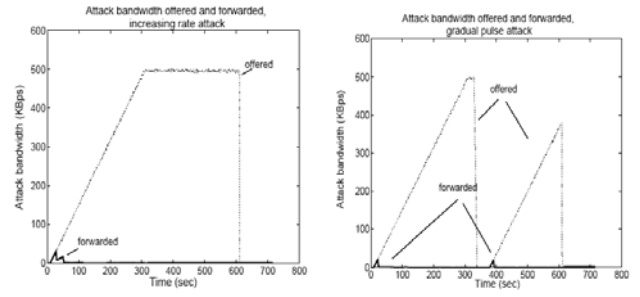 Attack bandwidth offered and forwarded,
increasing rate attack
600
500
400
300
200
100
0
Attack bandwidth (KBps)
offered
forwarded
0 100 200 300 400 500 600 700 800
Time (sec)
Attack bandwidth offered and forwarded,
gradual pulse attack
600
500
400
300
200
100
0
Attack bandwidth (KBps)
offered
forwarded
0 100 200 300 400 500 600 700 800
Time (sec)